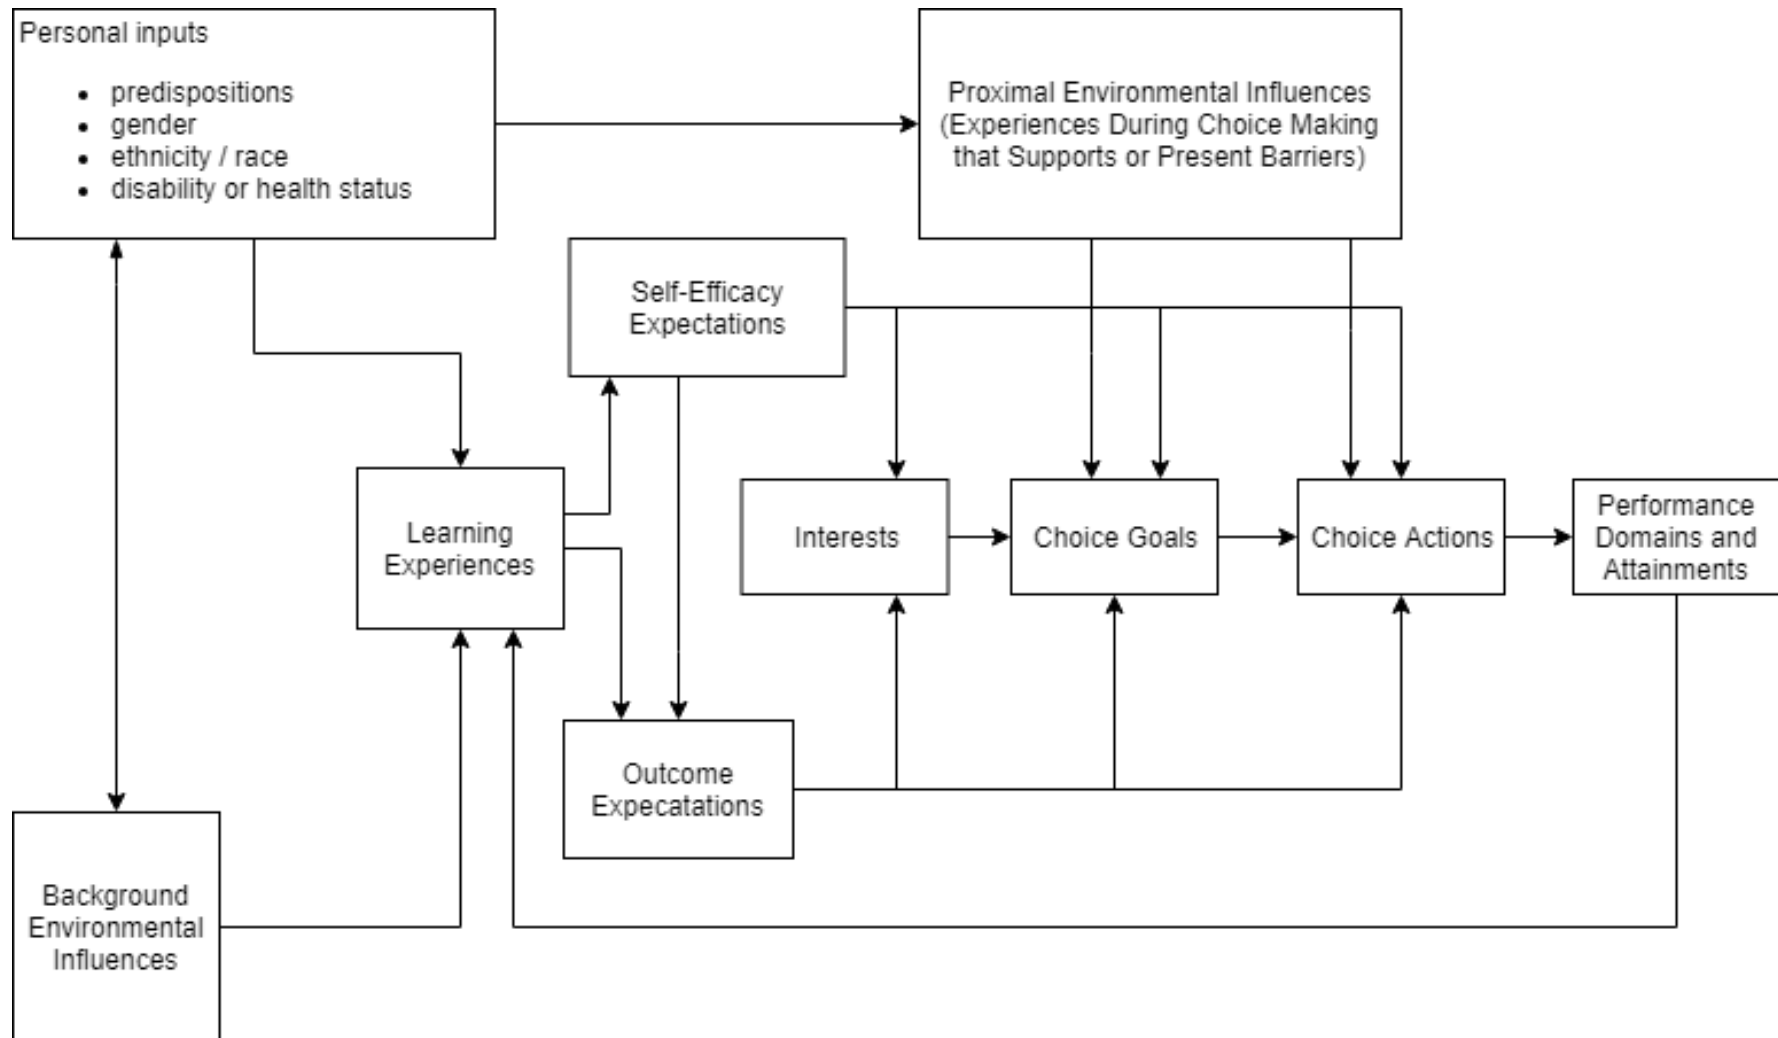 Personal inputs
• predispositions
• gender
• ethnicity / race
• disability or health status
Proximal Environmental Influences
(Experiences During Choice Making
that Supports or Present Barriers)
Self-Efficacy
Expectations
Learning
Experiences
Interests
Choice Goals
Choice Actions
Performance
Domains and
Attainments
Outcome
Expecatations
Background
Environmental
Influences